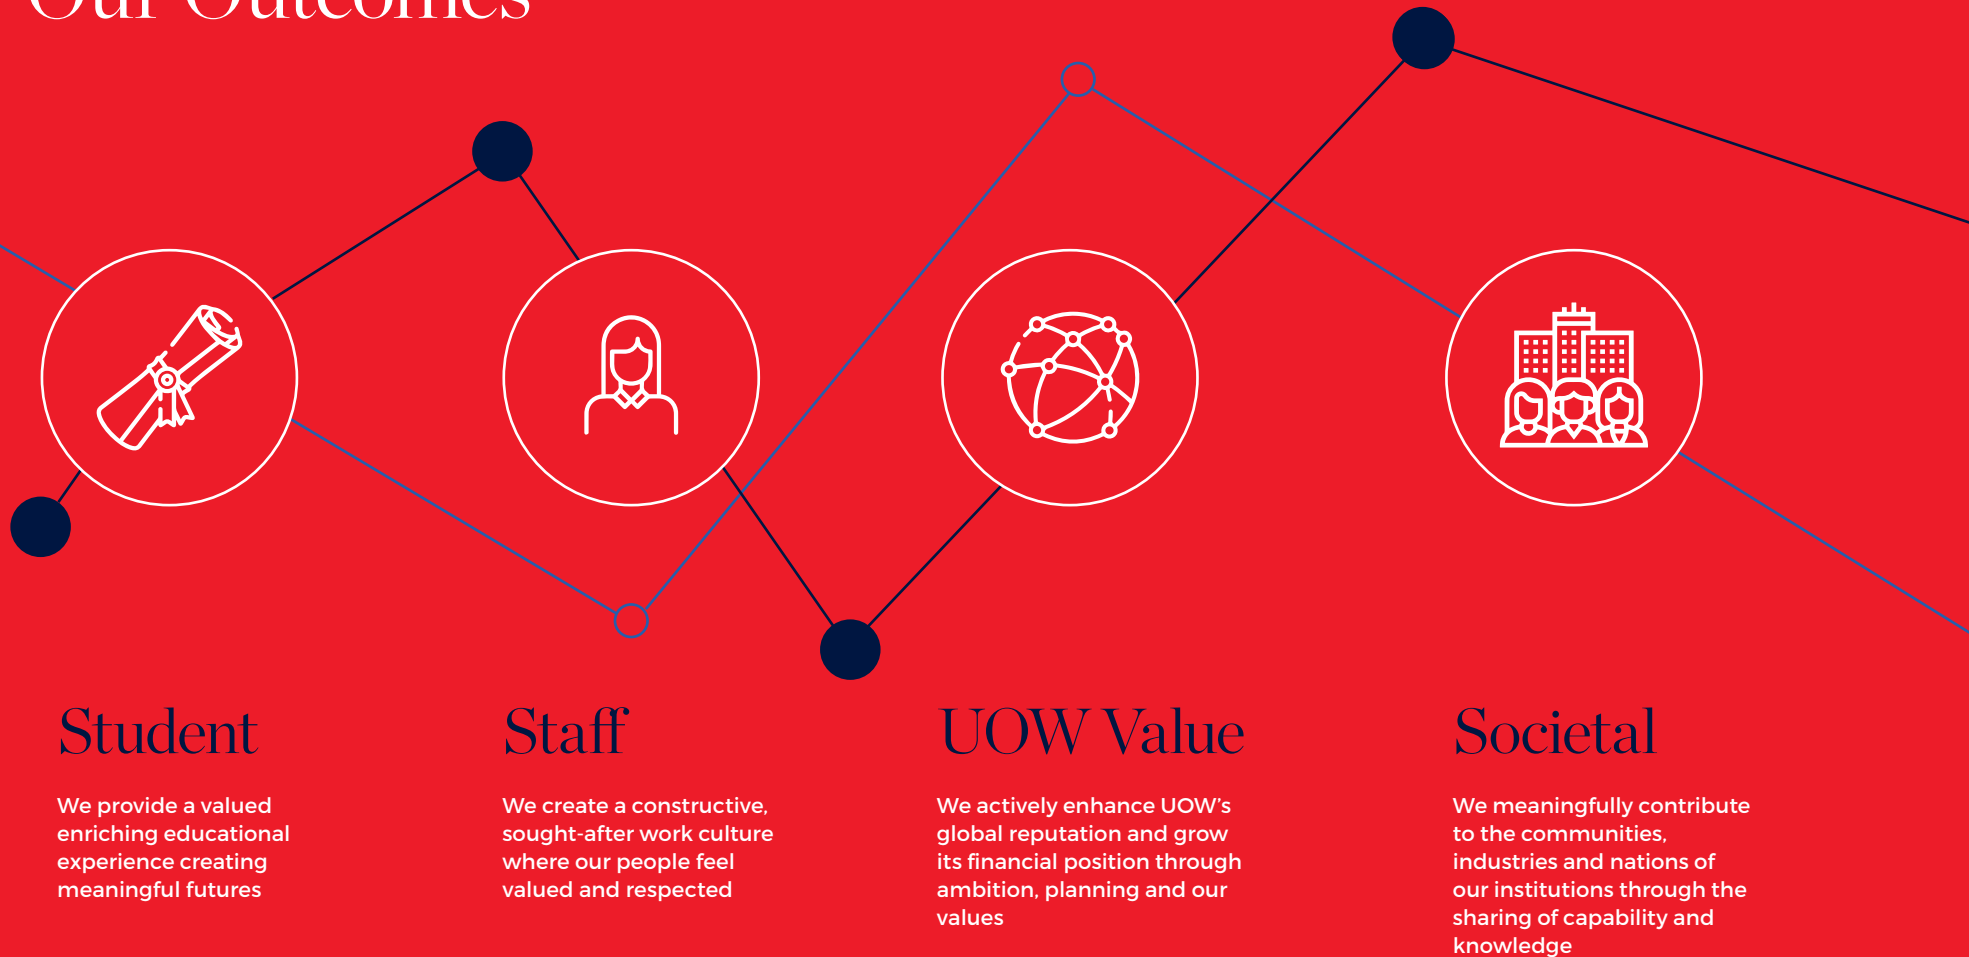 Our Outcomes
Student
We provide a valued
enriching educational
experience creating
meaningful futures
Staff
We create a constructive,
sought-after work culture
where our people feel
valued and respected
UOW Value
We actively enhance UOW’s
global reputation and grow
its financial position through
ambition, planning and our
values
Societal
We meaningfully contribute
to the communities,
industries and nations of
our institutions through the
sharing of capability and
knowledge